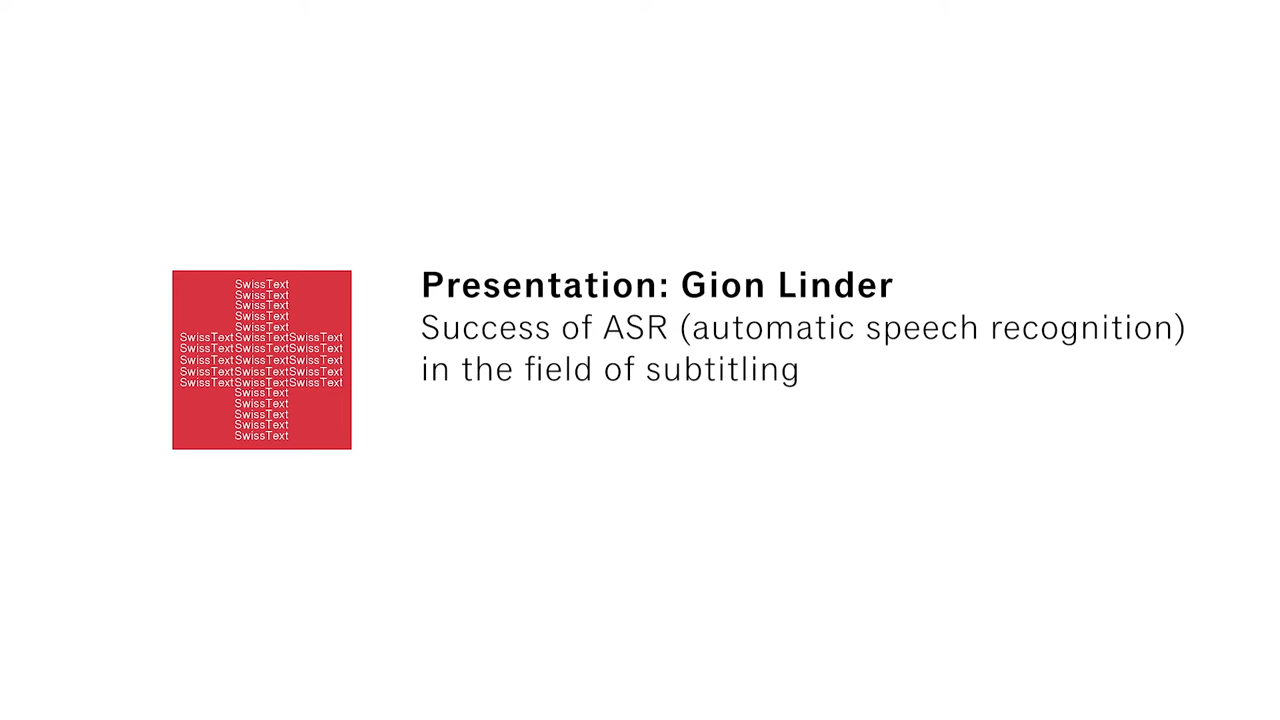 SwissText
SwissText
SwissText
SwissText
SwissText
SwissTextSwissTextSwissText
SwissTextSwissTextSwissText
SwissTextSwissTextSwissText
SwissTextSwissTextSwissText
SwissTextSwissTextSwissText
SwissText
SwissText
SwissText
SwissText
SwissText
Presentation: Gion Linder
Success of ASR (automatic speech recognition)
in the field of subtitling